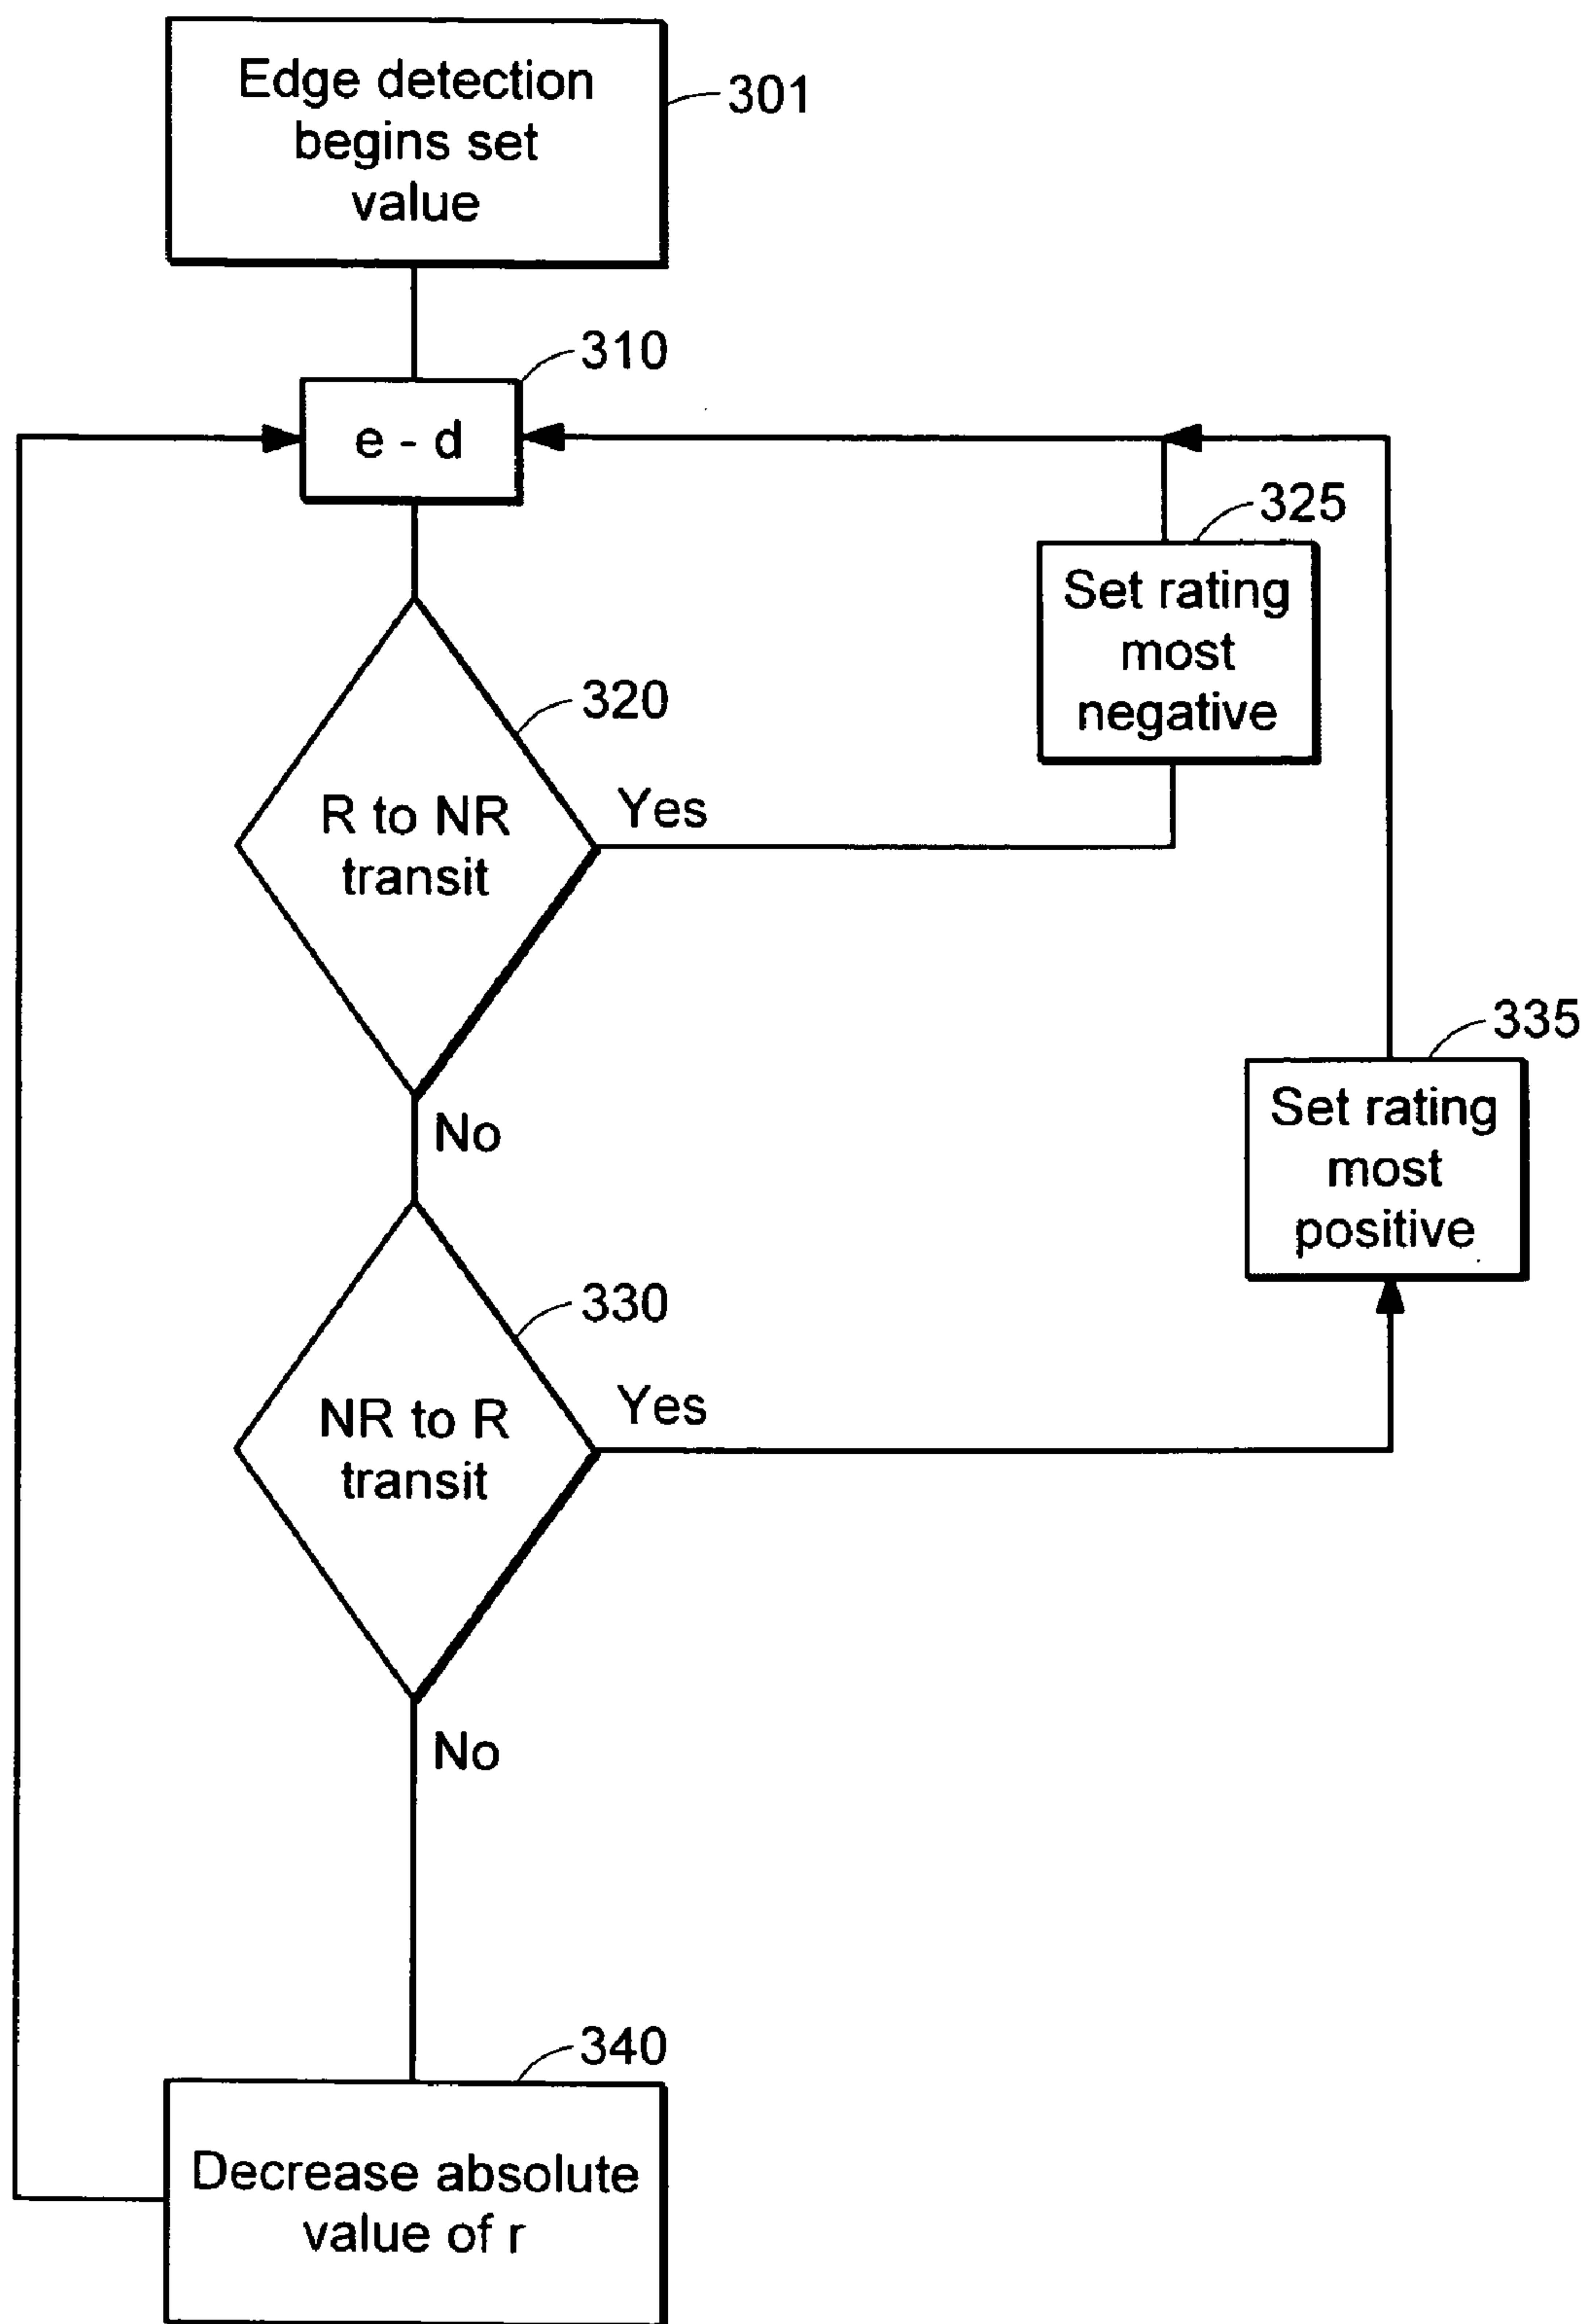 Edge detection
begins set
value
301
310
e - d
325
Set rating
most
negative
320
R to NR
transit
Yes
No
335
Set rating
most
positive
330
NR to R
transit
Yes
No
340
Decrease absolute
value of r